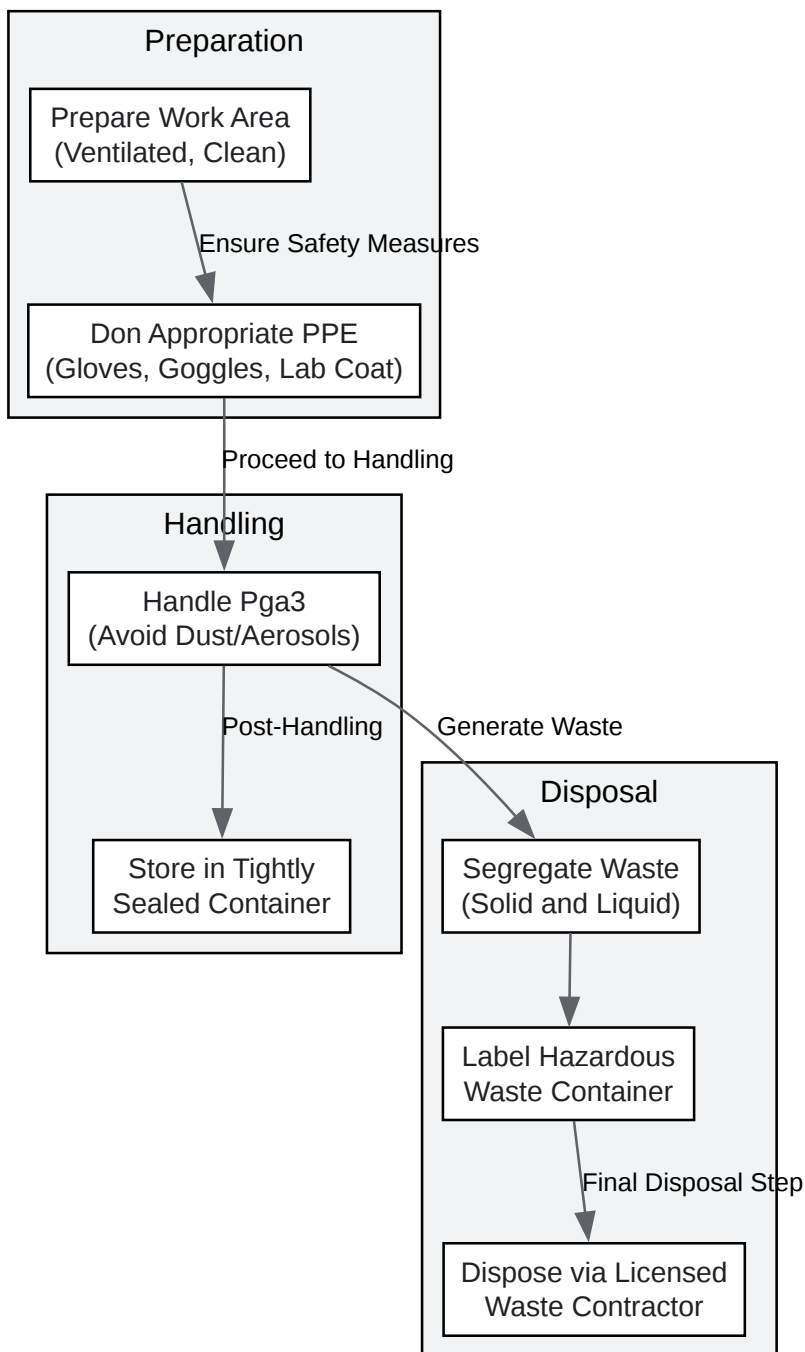 Preparation
Prepare Work Area
(Ventilated, Clean)
Ensure Safety Measures
Don Appropriate PPE
(Gloves, Goggles, Lab Coat)
Proceed to Handling
Handling
Handle Pga3
(Avoid Dust/Aerosols)
Post-Handling
Generate Waste
Store in Tightly
Sealed Container
Disposal
Segregate Waste
(Solid and Liquid)
Label Hazardous
Waste Container
Final Disposal Step
Dispose via Licensed
Waste Contractor